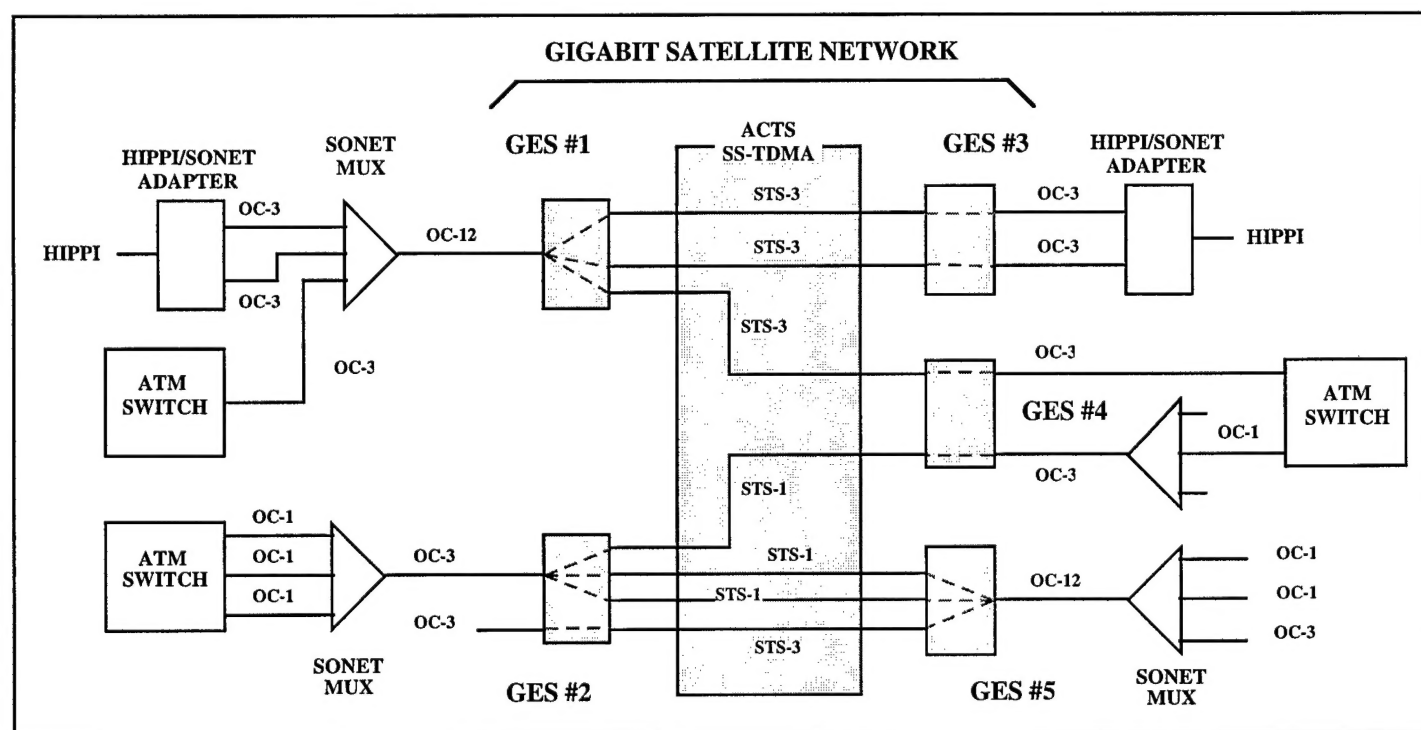 GIGABIT SATELLITE NETWORK
GES #1
ACTS
SS-TDMA
GES #3
SONET
MUX
HIPPI/SONET
ADAPTER
HIPPI/SONET
ADAPTER
OC-3
STS-3
OC-3
OC-12
HIPPI
STS-3
OC-3
HIPPI
OC-3
STS-3
OC-3
OC-3
ATM
SWITCH
GES #4
ATM
SWITCH
OC-1
OC-3
STS-1
OC-1
ATM
SWITCH
OC-1
OC-1
OC-3
STS-1
OC-12
OC-1
STS-1
OC-1
OC-3
OC-3
STS-3
SONET
MUX
GES #2
GES #5
SONET
MUX